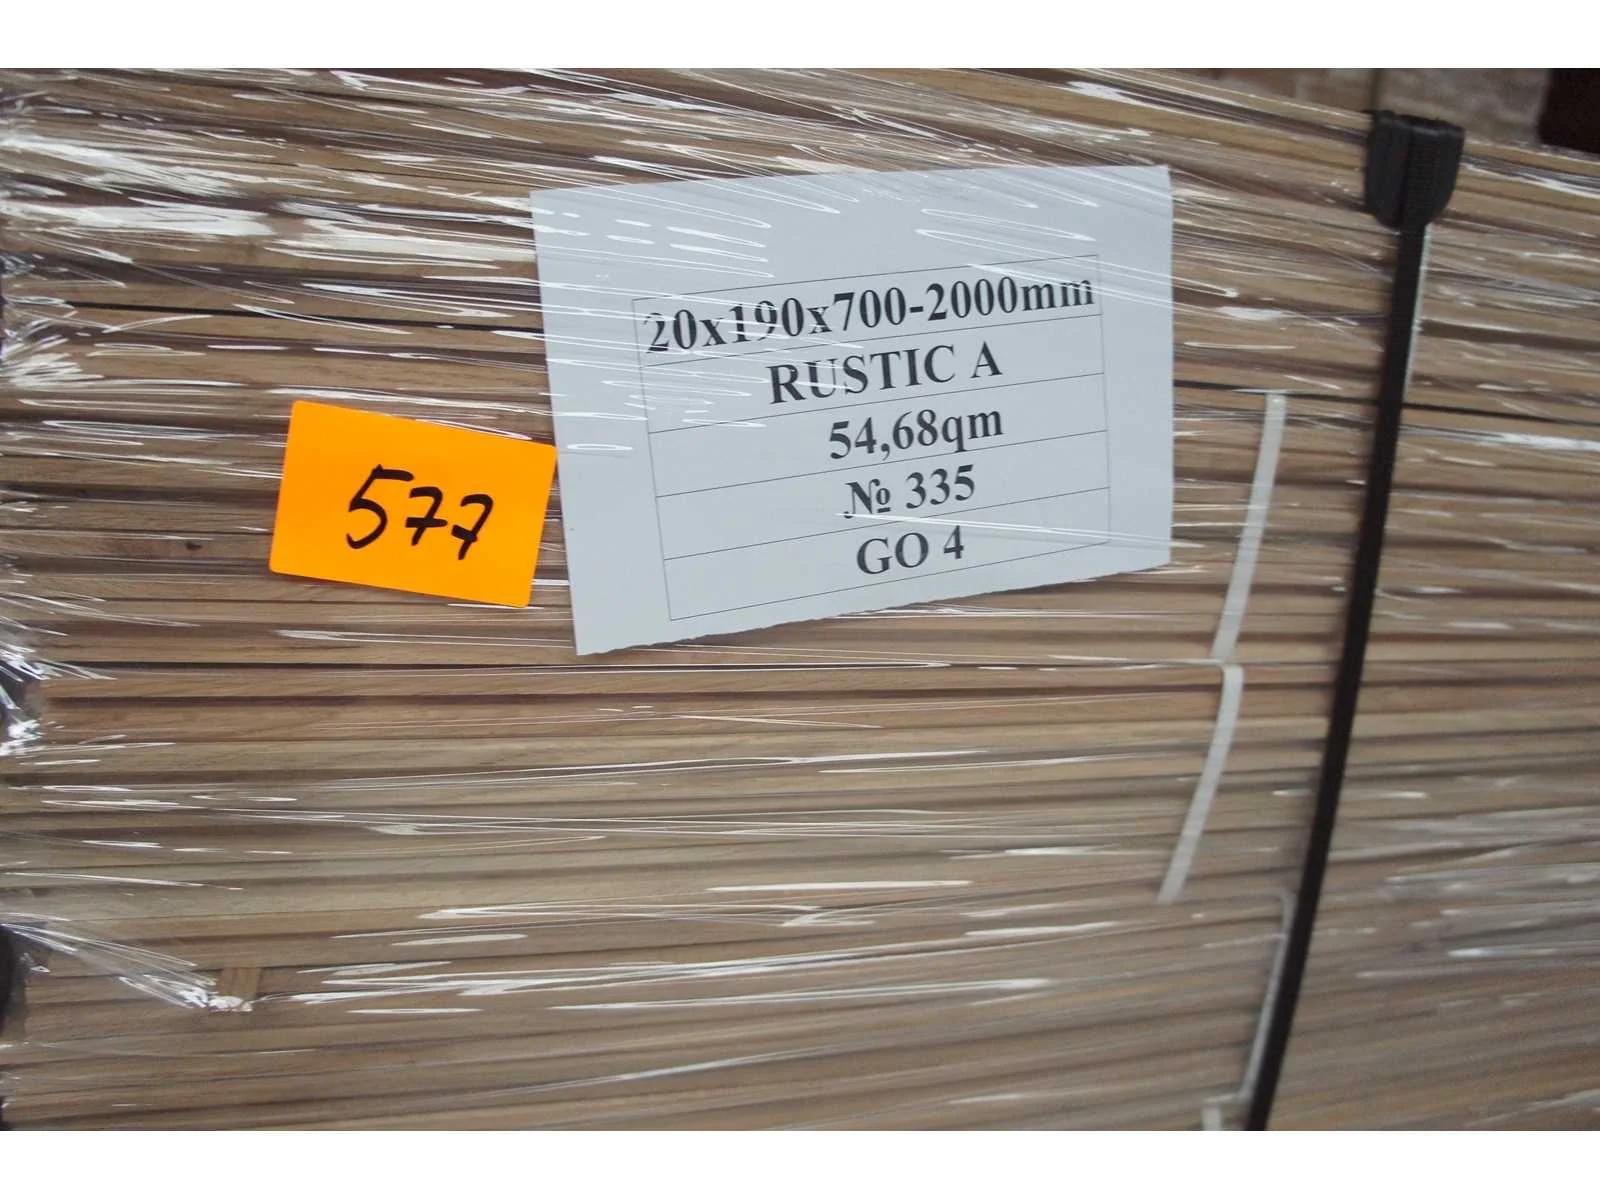 20x190x700-2000mm
RUSTIC A
54,68qm
№ 335
GO 4
577